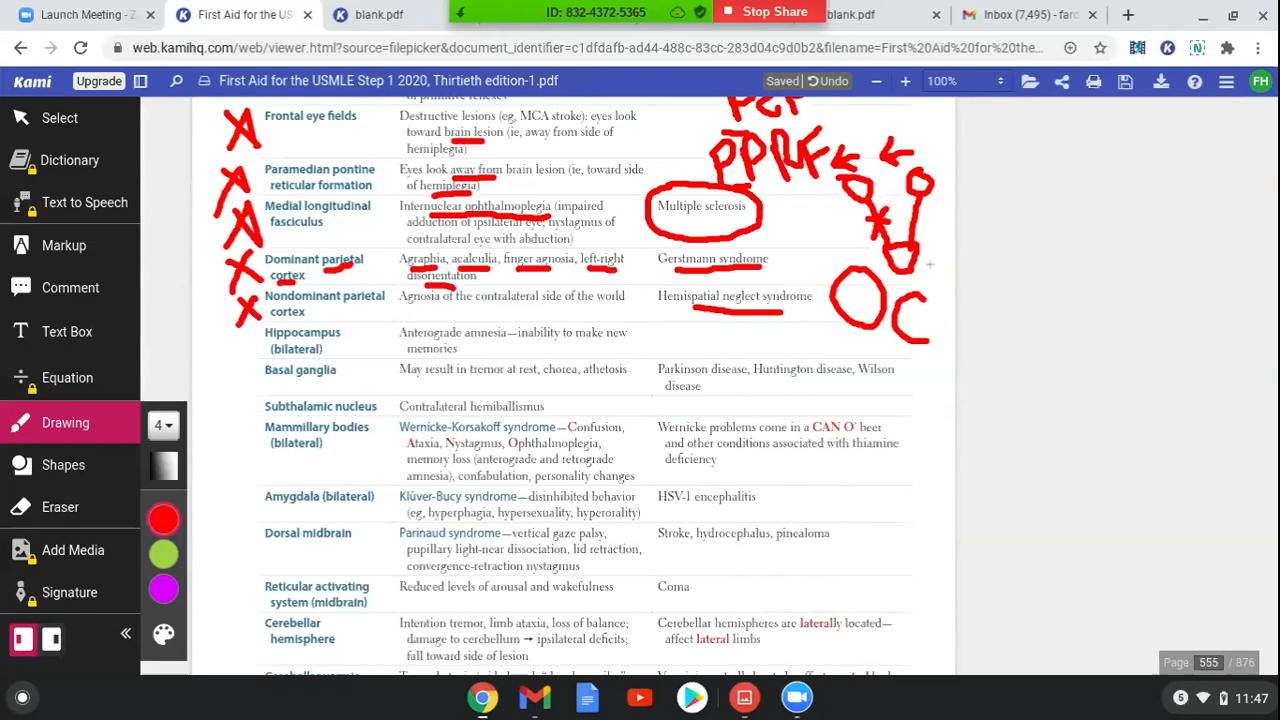 Launch Meeting - Z
First Aid for the US
blank.pdf
ID: 832-4372-5365
Stop Share
blank.pdf
Inbox (7,495) - fard
web.kamihq.com/web/viewer.html?source=filepicker&document_identifier=c1dfdafb-ad44-488c-83cc-283d04c9d0b2&filename=First%20Aid%20for%20the...
Kami
Upgrade
First Aid for the USMLE Step 1 2020, Thirtieth edition-1.pdf
Saved
Undo
100%
FH
Select
Dictionary
Text to Speech
Markup
Comment
Text Box
Equation
Drawing
Shapes
Eraser
Add Media
Signature
4
of primitive reflexes
Frontal eye fields
Destructive lesions (eg, MCA stroke): eyes look
toward brain lesion (ie, away from side of
hemiplegia)
PPRF
Paramedian pontine
reticular formation
Eyes look away from brain lesion (ie, toward side
of hemiplegia)
Medial longitudinal
fasciculus
Internuclear ophthalmoplegia (impaired
adduction of ipsilateral eye; nystagmus of
contralateral eye with abduction)
Multiple sclerosis
Dominant parietal
cortex
Agraphia, acalculia, finger agnosia, left-right
disorientation
Gerstmann syndrome
Nondominant parietal
cortex
Agnosia of the contralateral side of the world
Hemispatial neglect syndrome
Hippocampus
(bilateral)
Anterograde amnesia—inability to make new
memories
Basal ganglia
May result in tremor at rest, chorea, athetosis
Parkinson disease, Huntington disease, Wilson
disease
Subthalamic nucleus
Contralateral hemiballismus
Mammillary bodies
(bilateral)
Wernicke-Korsakoff syndrome—Confusion,
Ataxia, Nystagmus, Ophthalmoplegia,
memory loss (anterograde and retrograde
amnesia), confabulation, personality changes
Wernicke problems come in a CAN O' beer
and other conditions associated with thiamine
deficiency
Amygdala (bilateral)
Klüver-Bucy syndrome—disinhibited behavior
(eg, hyperphagia, hypersexuality, hyperorality)
HSV-1 encephalitis
Dorsal midbrain
Parinaud syndrome—vertical gaze palsy,
pupillary light-near dissociation, lid retraction,
convergence-retraction nystagmus
Stroke, hydrocephalus, pinealoma
Reticular activating
system (midbrain)
Reduced levels of arousal and wakefulness
Coma
Cerebellar
hemisphere
Intention tremor, limb ataxia, loss of balance;
damage to cerebellum → ipsilateral deficits;
fall toward side of lesion
Cerebellar hemispheres are laterally located—
affect lateral limbs
Page 555 / 876
5
11:47